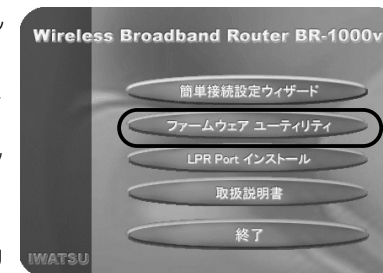 Wireless Broadband Router BR-1000v
簡単接続設定ウィザード
ファームウェア ユーティリティ
LPR Port インストール
取扱説明書
終了
IWATSU